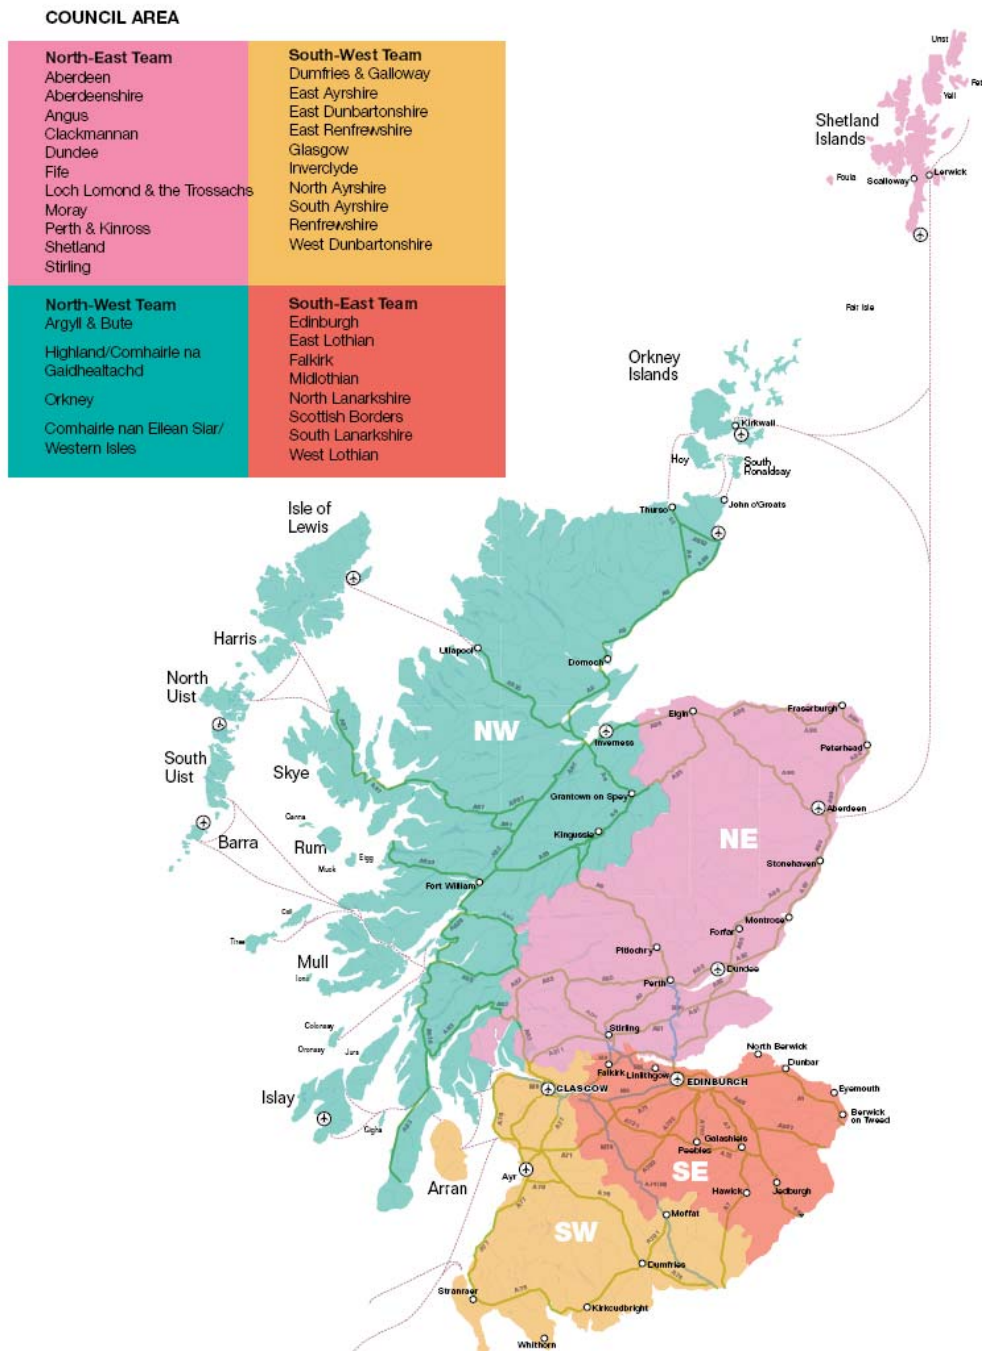 COUNCIL AREA
North-East Team
Aberdeen
Aberdeenshire
Angus
Clackmannan
Dundee
Fife
Loch Lomond & the Trossachs
Moray
Perth & Kinross
Shetland
Stirling
South-West Team
Dumfries & Galloway
East Ayrshire
East Dunbartonshire
East Renfrewshire
Glasgow
Inverclyde
North Ayrshire
South Ayrshire
Renfrewshire
West Dunbartonshire
North-West Team
Argyll & Bute
Highland/Comhairle na
Gaidhealtachd
Orkney
Comhairle nan Eilean Siar/
Western Isles
South-East Team
Edinburgh
East Lothian
Falkirk
Midlothian
North Lanarkshire
Scottish Borders
South Lanarkshire
West Lothian
Unst
Fet
Yell
Shetland
Islands
Foula
Scalloway
Lerwick
Fair Isle
Orkney
Islands
Kirkwall
Hoy
South
Ronaldsay
Thurso
John o'Groats
Isle of
Lewis
Harris
Ullapool
Dornoch
North
Uist
South
Uist
Skye
NW
Inverness
Elgin
Fraserburgh
Peterhead
Grantown on Spey
Aberdeen
Canna
Rum
Barra
Eigg
Muck
Kingussie
NE
Stonehaven
Fort William
Coll
Tiree
Mull
Iona
Pitlochry
Forfar
Montrose
Dundee
Perth
Colonsay
Oronsay
Jura
Stirling
North Berwick
Dunbar
Falkirk
Linlithgow
EDINBURGH
GLASGOW
Eyemouth
Berwick
on Tweed
Islay
Gigha
Arran
Ayr
A71
A70
A77
Galashiels
Peebles
SE
Hawick
Jedburgh
Moffat
SW
Dumfries
Stranraer
A75
Kirkcudbright
Whithorn